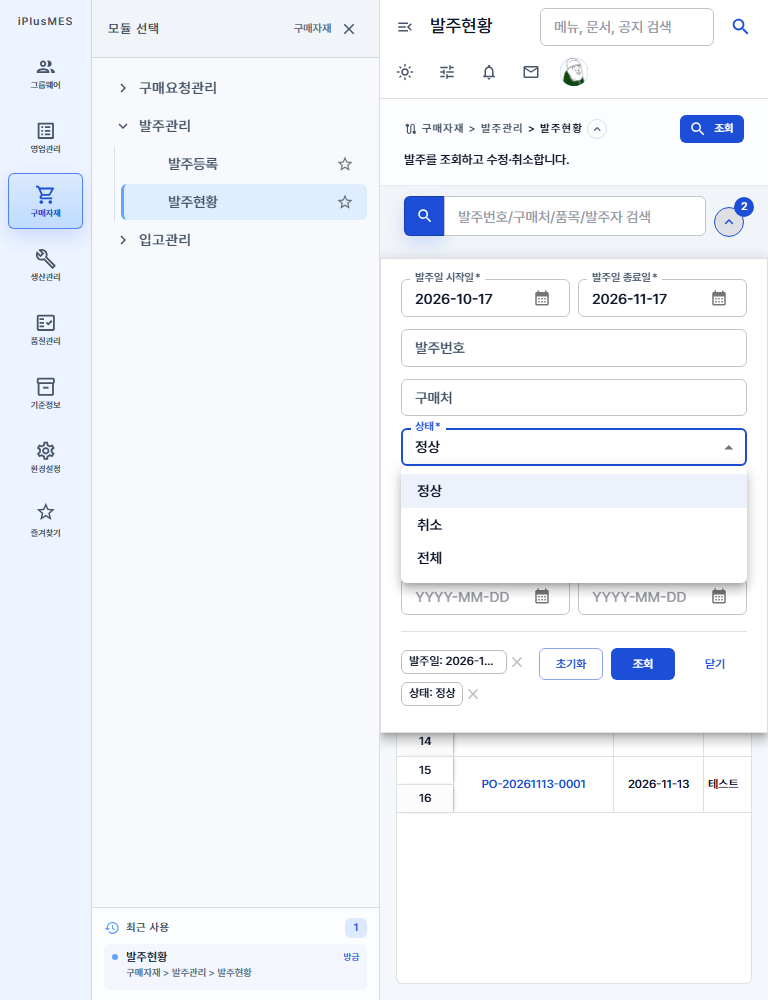 iPlusMES
그룹웨어
영업관리
구매자재
생산관리
품질관리
기준정보
환경설정
즐겨찾기
모듈 선택
구매자재
구매요청관리
발주관리
발주등록
발주현황
입고관리
최근 사용
1
발주현황
방금
구매자재 > 발주관리 > 발주현황
발주현황
메뉴, 문서, 공지 검색
구매자재 > 발주관리 > 발주현황
조회
발주를 조회하고 수정·취소합니다.
발주번호/구매처/품목/발주자 검색
2
발주일 시작일*
2026-10-17
발주일 종료일*
2026-11-17
발주번호
구매처
상태*
정상
정상
취소
전체
YYYY-MM-DD
YYYY-MM-DD
발주일: 2026-1...
초기화
조회
닫기
상태: 정상
14
15
PO-20261113-0001
2026-11-13
테스트
16